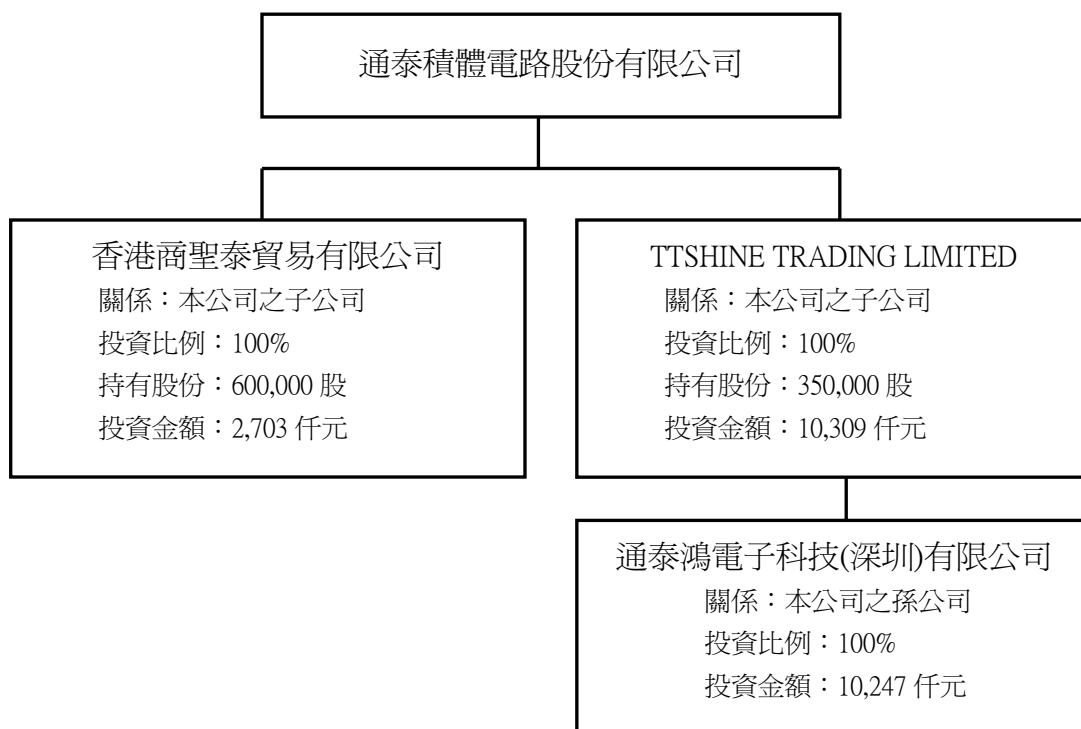 通泰積體電路股份有限公司
香港商聖泰貿易有限公司
關係：本公司之子公司
投資比例：100%
持有股份：600,000 股
投資金額：2,703 仟元
TTSHINE TRADING LIMITED
關係：本公司之子公司
投資比例：100%
持有股份：350,000 股
投資金額：10,309 仟元
通泰鴻電子科技(深圳)有限公司
關係：本公司之孫公司
投資比例：100%
投資金額：10,247 仟元